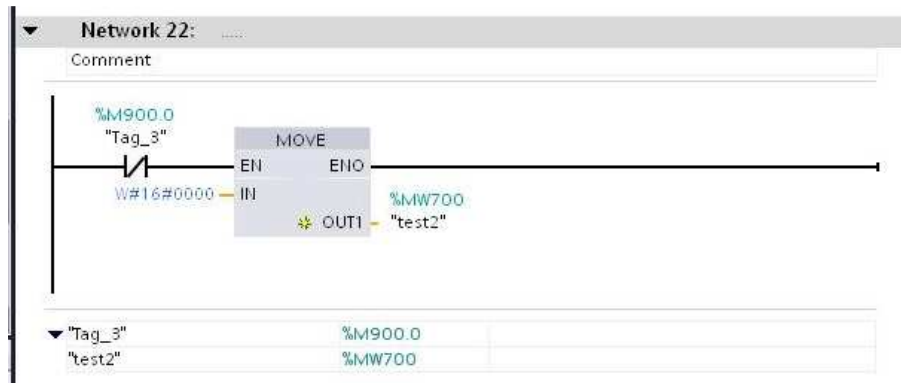 Network 22: .....
Comment
%M900.0
"Tag_3"
MOVE
EN ENO
W#16#0000 IN
%MW700
OUT1 "test2"
"Tag_3" %M900.0
"test2" %MW700